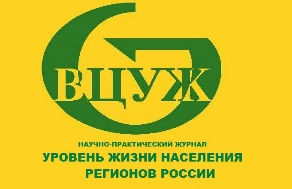 ВЦУЖ
НАУЧНО-ПРАКТИЧЕСКИЙ ЖУРНАЛ
УРОВЕНЬ ЖИЗНИ НАСЕЛЕНИЯ
РЕГИОНОВ РОССИИ